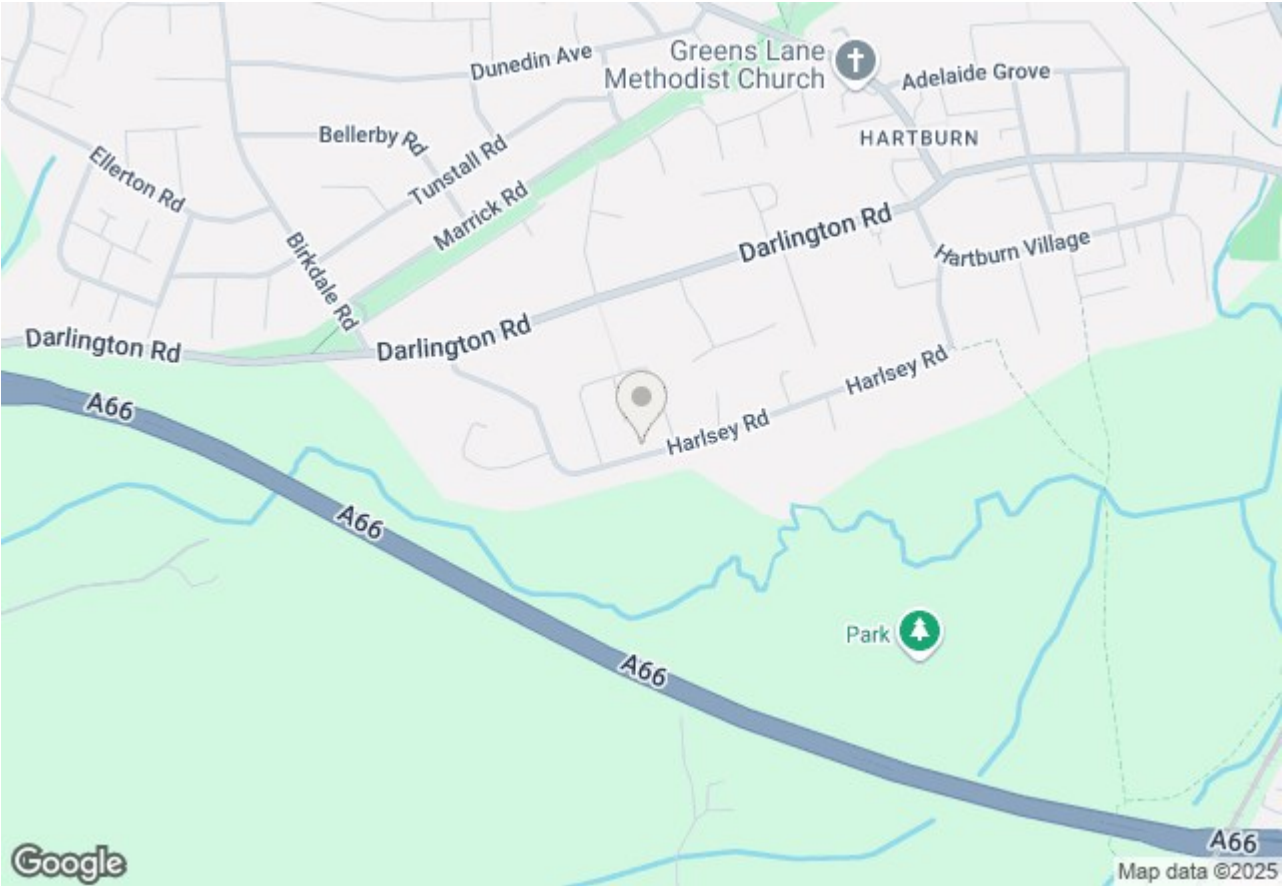 Dunedin Ave
Greens Lane
Methodist Church
Adelaide Grove
Bellerby Rd
HARTBURN
Ellerton Rd
Tunstall Rd
Marrick Rd
Darlington Rd
Hartburn Village
Birkdale Rd
Darlington Rd
Darlington Rd
Harlsey Rd
A66
Harlsey Rd
A66
Park
A66
A66
Google
Map data ©2025